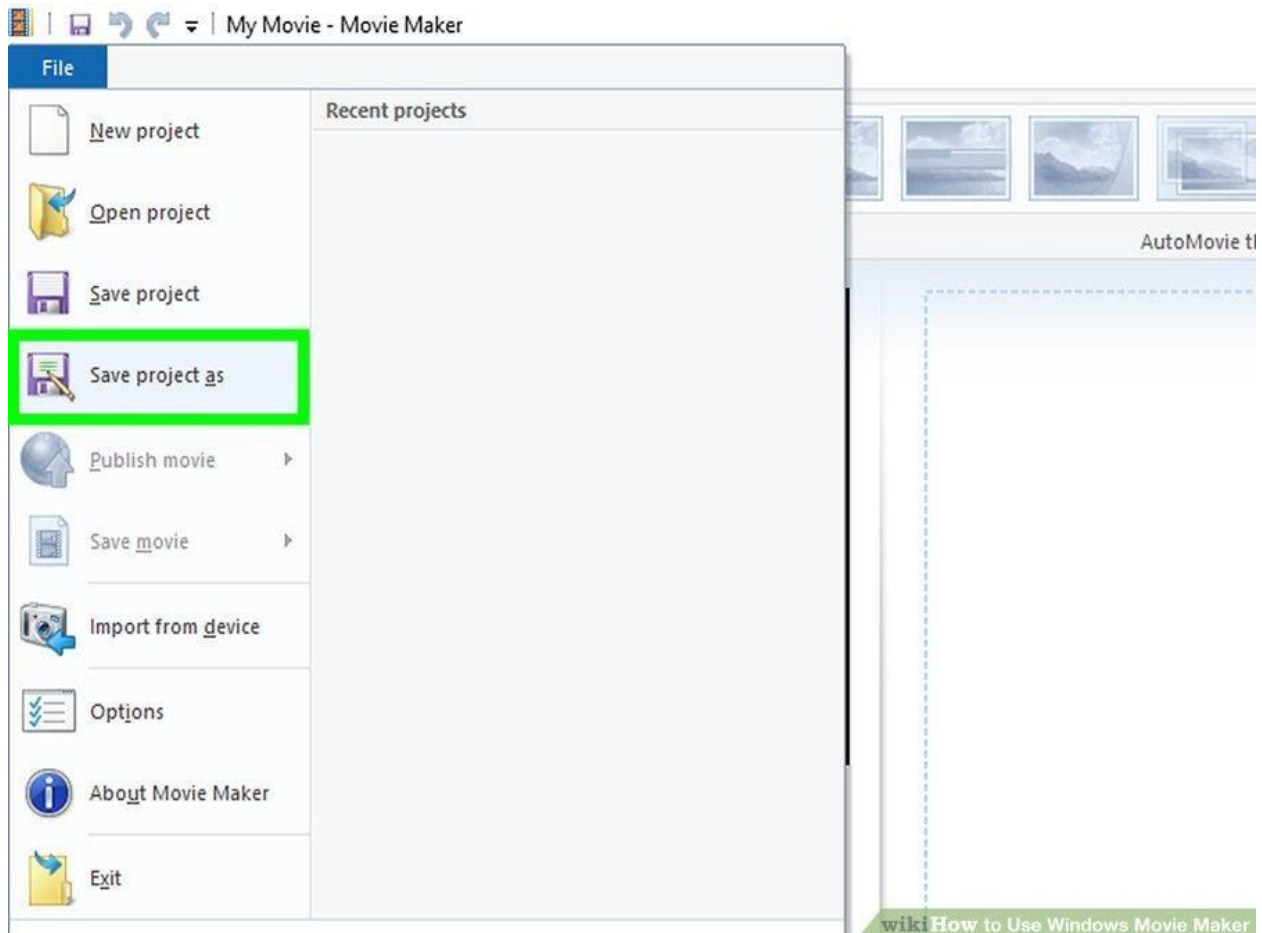 My Movie - Movie Maker
File
Recent projects
New project
Open project
Save project
Save project as
Publish movie
Save movie
Import from device
Options
About Movie Maker
Exit
AutoMovie
wikiHow to Use Windows Movie Maker